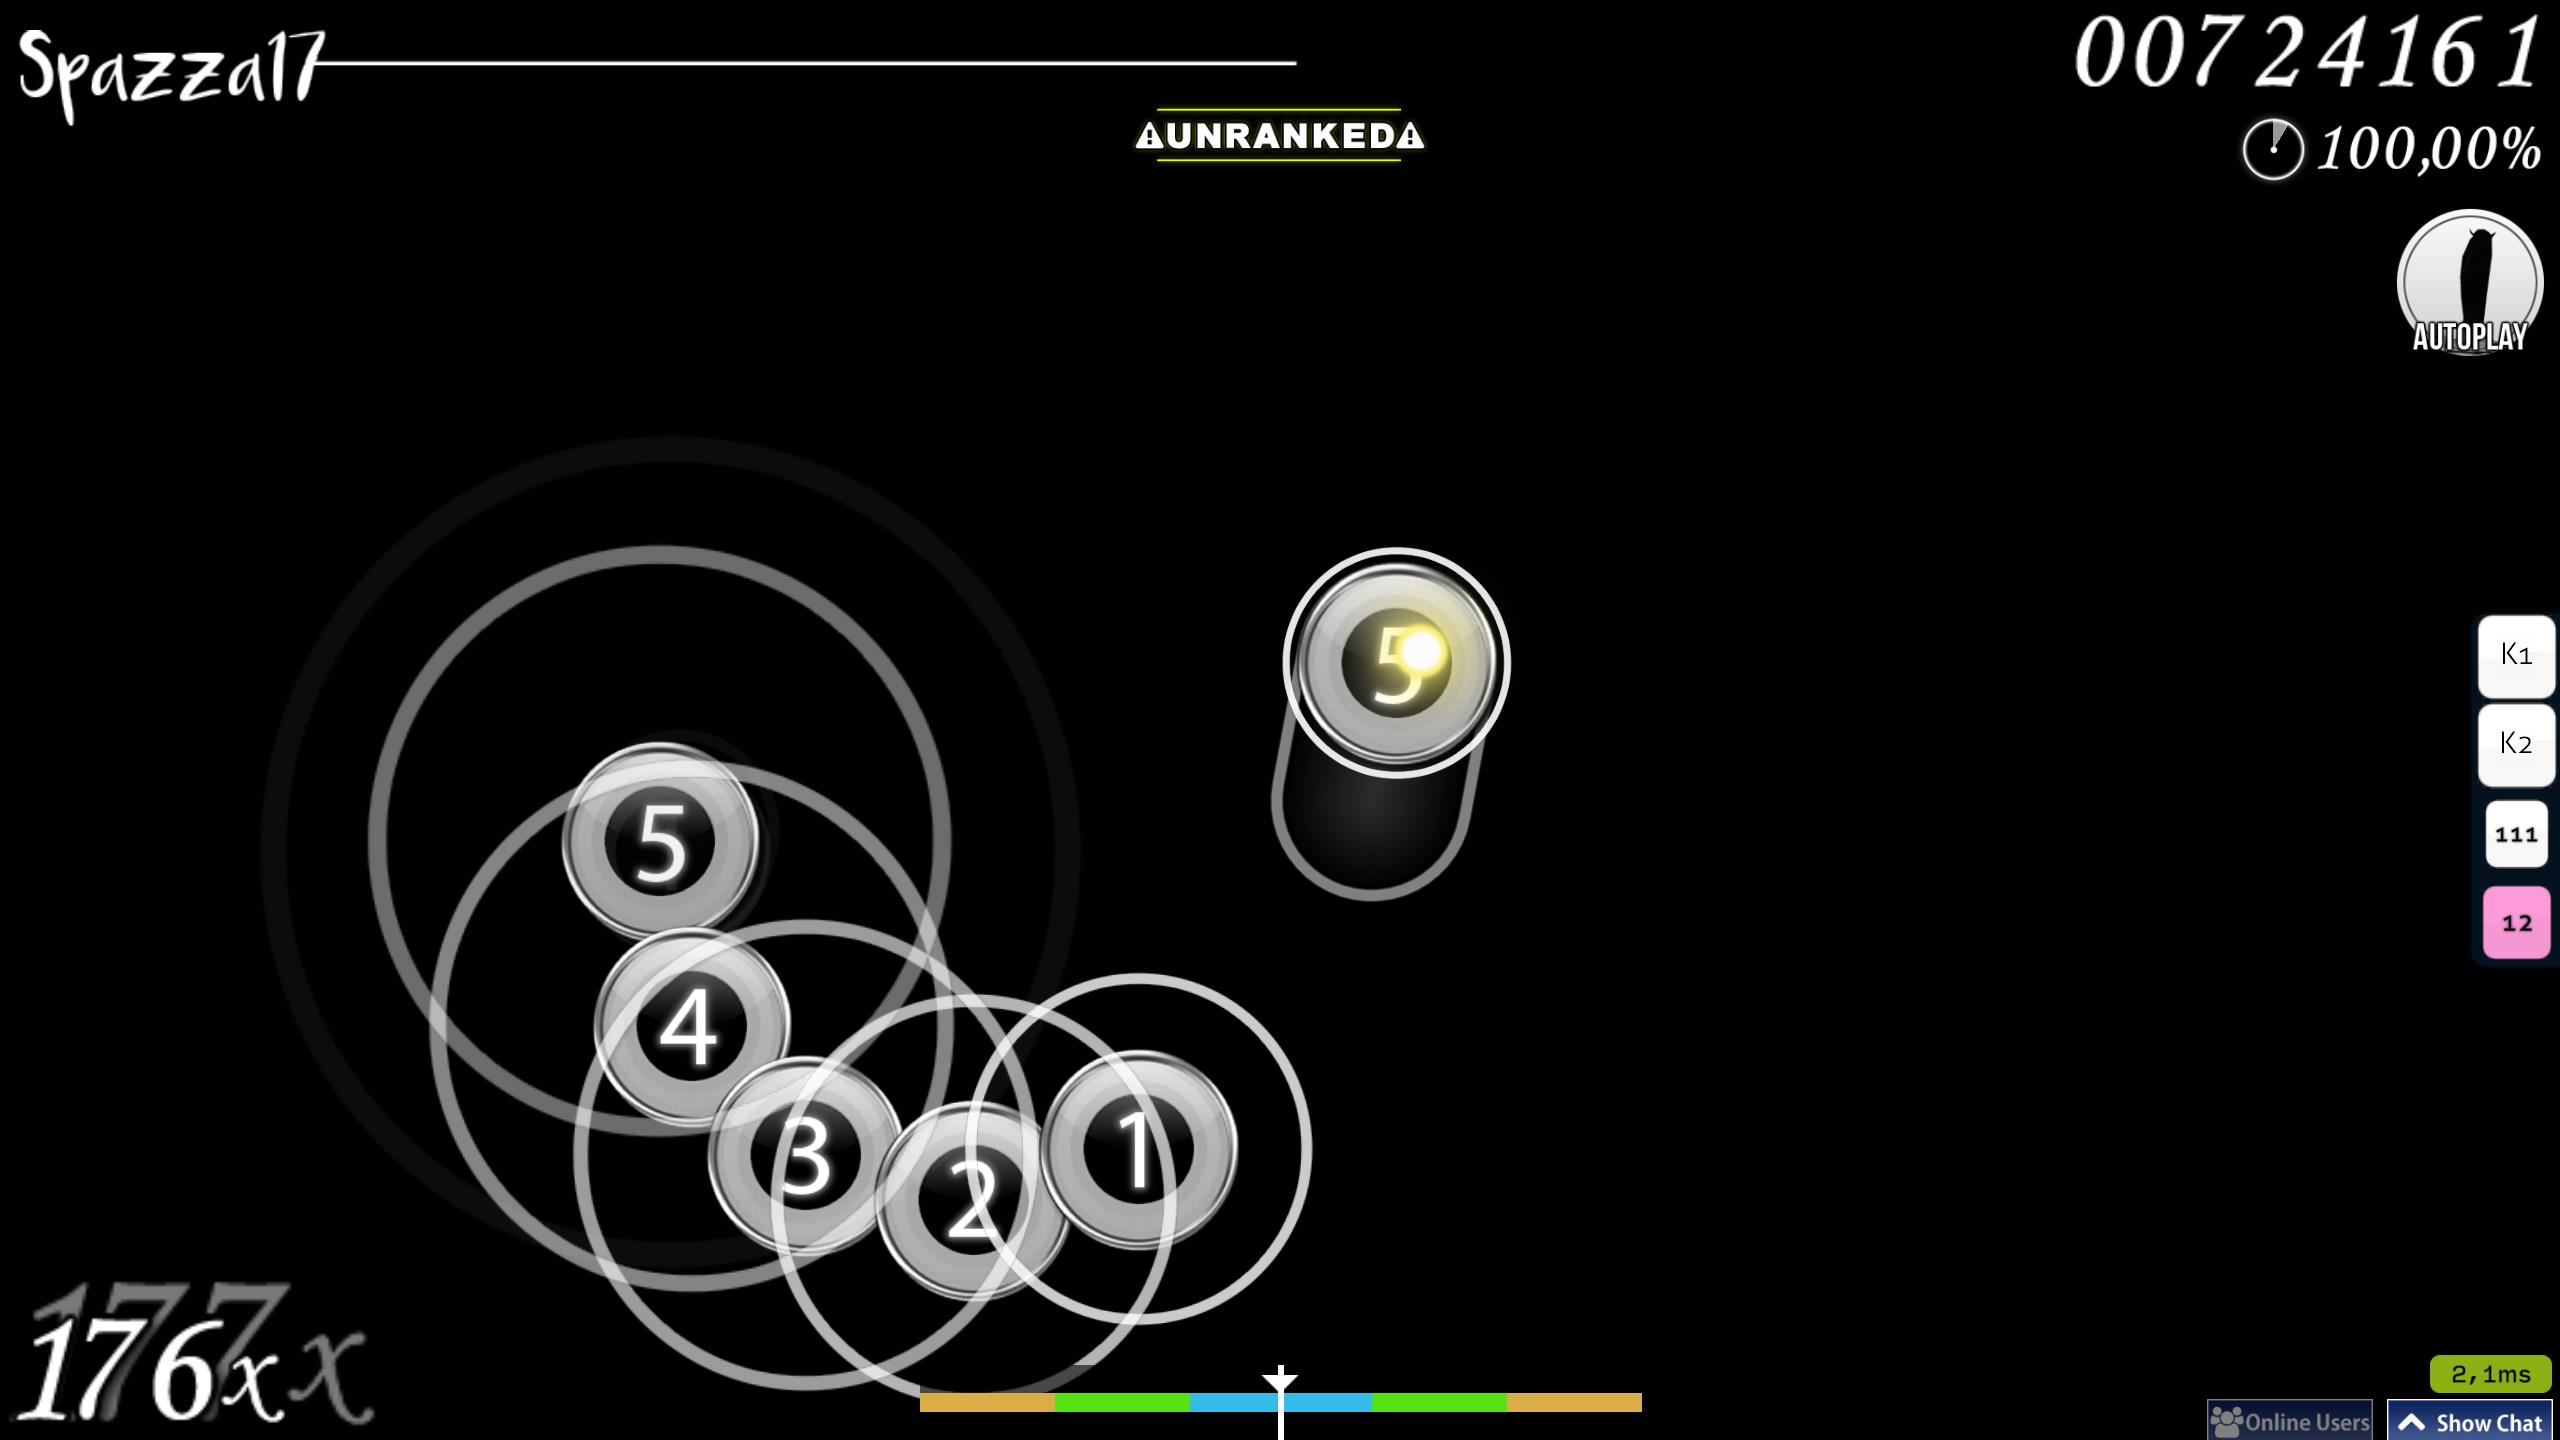 Spazza17
00724161
UNRANKED
100,00%
AUTOPLAY
5
K1
K2
5
111
12
4
3
2
1
177x
176x
2,1ms
Online Users
Show Chat